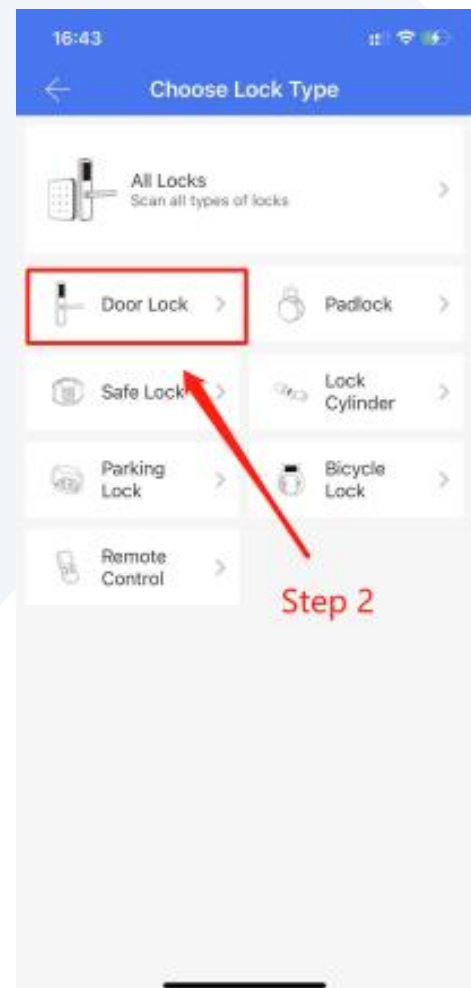 16:43
Choose Lock Type
All Locks
Scan all types of locks
Door Lock
Padlock
Safe Lock
Lock
Cylinder
Parking
Lock
Bicycle
Lock
Remote
Control
Step 2